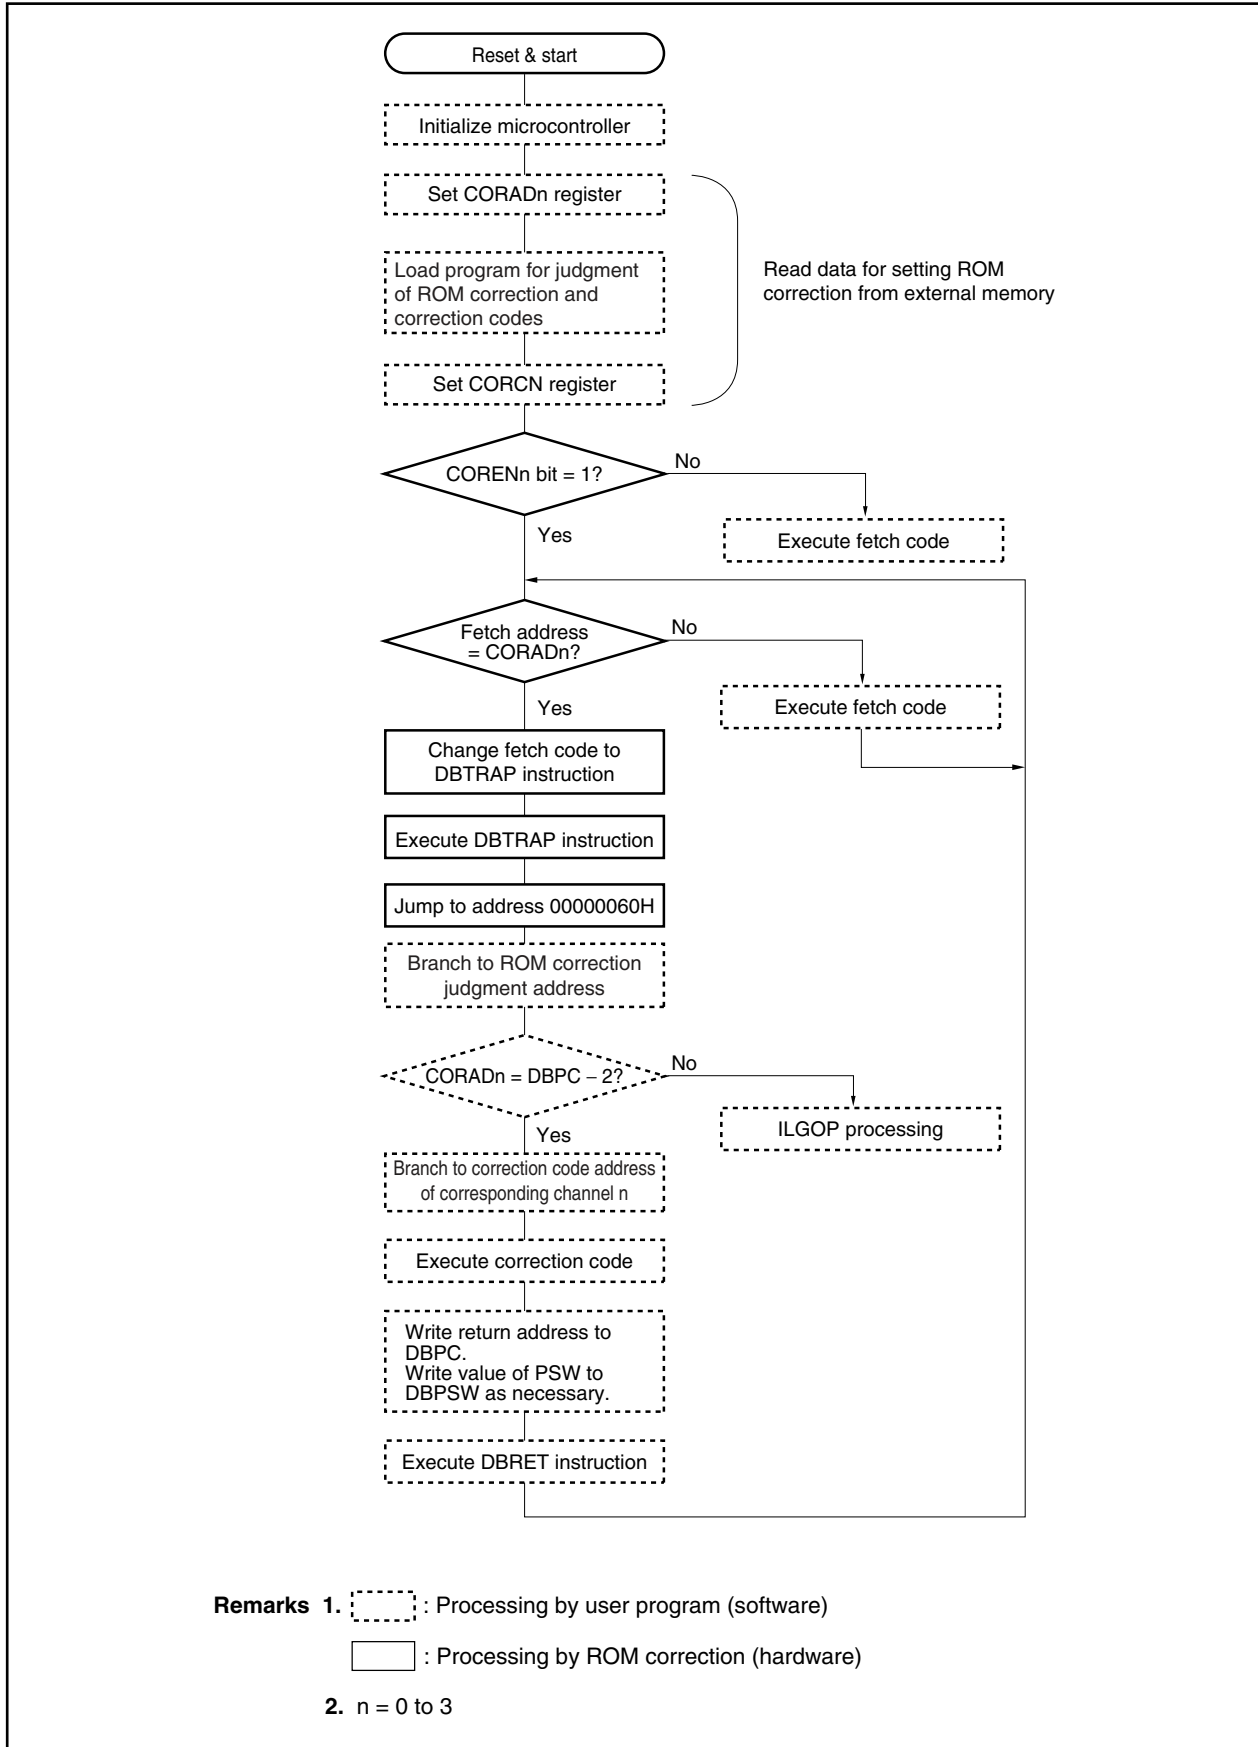 Reset & start
Initialize microcontroller
Set CORADn register
Load program for judgment
of ROM correction and
correction codes
Read data for setting ROM
correction from external memory
Set CORCN register
CORENn bit = 1?
No
Yes
Execute fetch code
Fetch address
= CORADn?
No
Yes
Execute fetch code
Change fetch code to
DBTRAP instruction
Execute DBTRAP instruction
Jump to address 00000060H
Branch to ROM correction
judgment address
CORADn = DBPC – 2?
No
Yes
ILGOP processing
Branch to correction code address
of corresponding channel n
Execute correction code
Write return address to
DBPC.
Write value of PSW to
DBPSW as necessary.
Execute DBRET instruction
Remarks 1. : Processing by user program (software)
: Processing by ROM correction (hardware)
2. n = 0 to 3